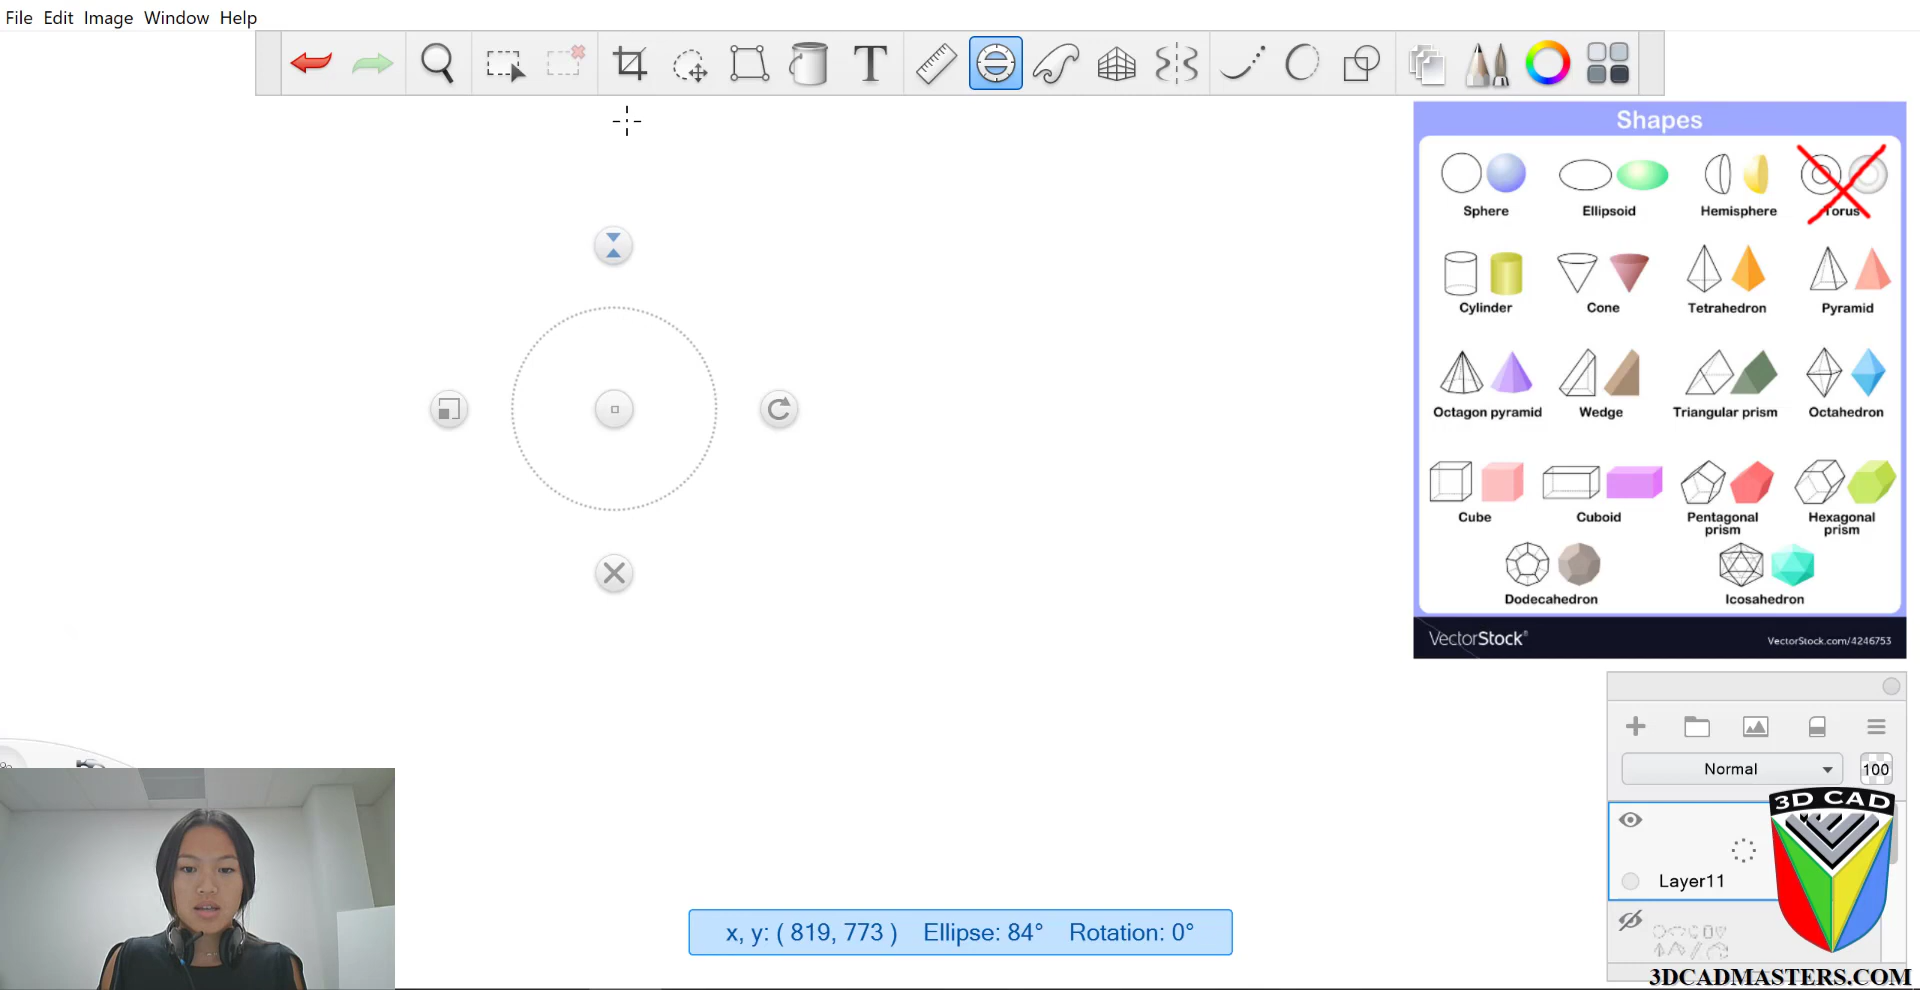 File Edit Image Window Help
T
Shapes
Sphere Ellipsoid Hemisphere Torus
Cylinder Cone Tetrahedron Pyramid
Octagon pyramid Wedge Triangular prism Octahedron
Cube Cuboid Pentagonal prism Hexagonal prism
Dodecahedron Icosahedron
VectorStock® VectorStock.com/4246753
Normal 100
3D CAD
Layer11
x, y: ( 819, 773 ) Ellipse: 84° Rotation: 0°
3DCADMASTERS.COM